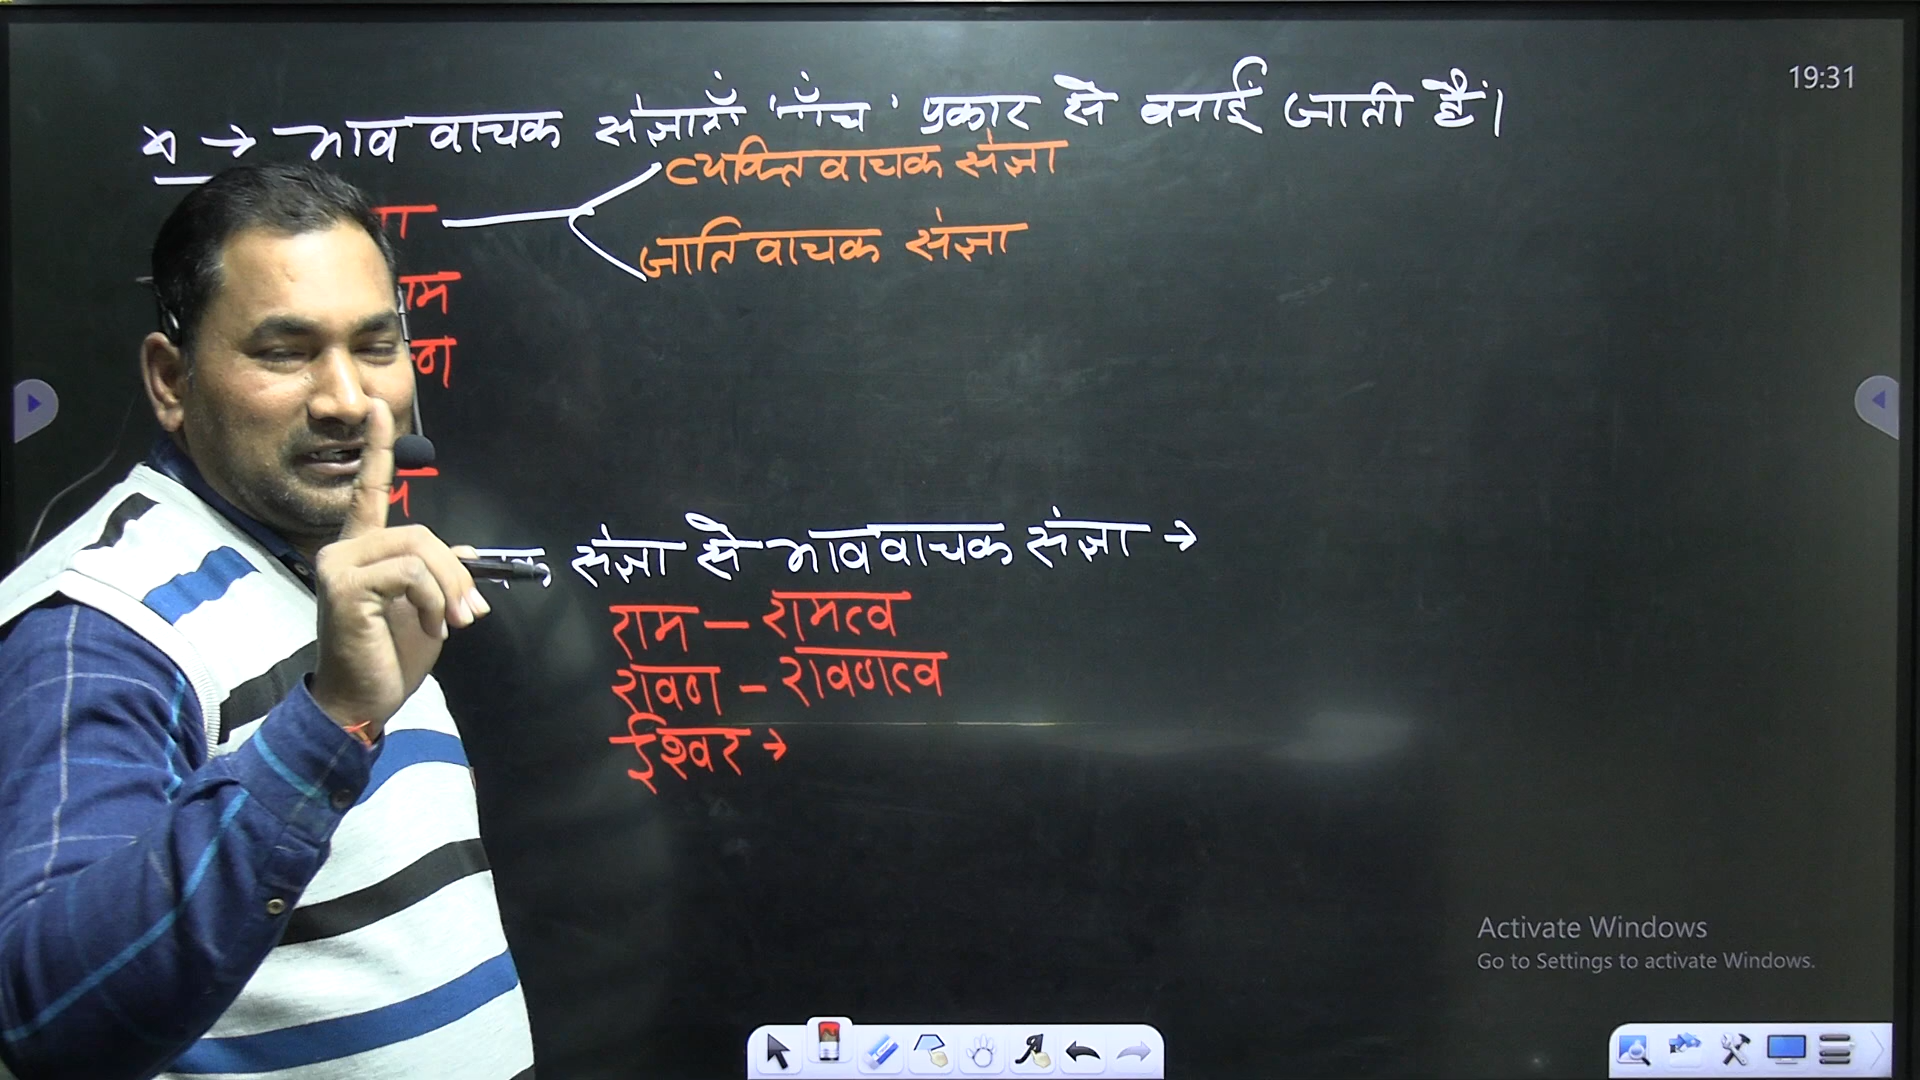 19:31
→ भाव वाचक संज्ञाएँ 'पाँच' प्रकार से बनाई जाती हैं।
व्यक्ति वाचक संज्ञा
जाति वाचक संज्ञा
संज्ञा से भाववाचक संज्ञा →
राम – रामत्व
रावण – रावणत्व
ईश्वर →
Activate Windows
Go to Settings to activate Windows.